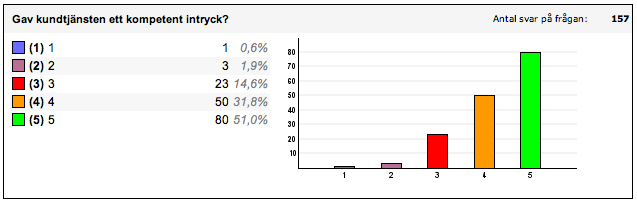 Gav kundtjänsten ett kompetent intryck? Antal svar på frågan: 157
(1) 1 1 0,6%
(2) 2 3 1,9%
(3) 3 23 14,6%
(4) 4 50 31,8%
(5) 5 80 51,0%
80
70
60
50
40
30
20
10
1 2 3 4 5